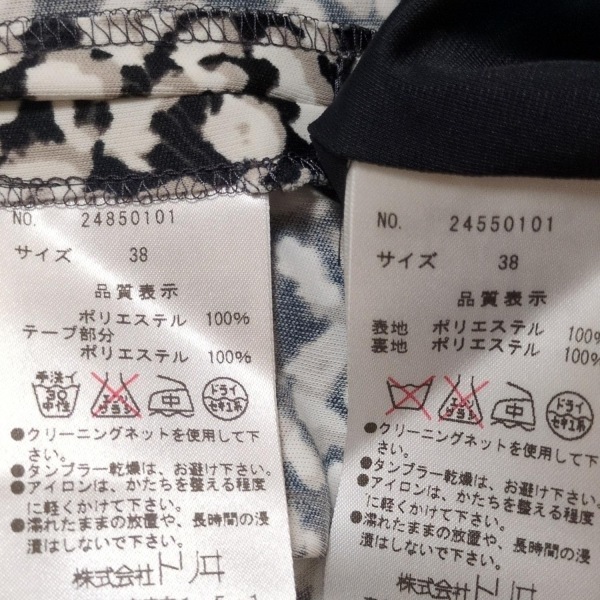 NO. 24850101
サイズ 38
品質表示
ポリエステル 100%
テープ部分
ポリエステル 100%
手洗イ
30
中性
エンソ
サラシ
中
ドライ
セキユ系
●クリーニングネットを使用して下
さい。
●タンブラー乾燥は、お避け下さい。
●アイロンは、かたちを整える程度
に軽くかけて下さい。
●濡れたままの放置や、長時間の浸
漬はしないで下さい。
株式会社
NO. 24550101
サイズ 38
品質表示
表地 ポリエステル 100%
裏地 ポリエステル 100%
エンソ
サラシ
中
ドライ
セキユ系
●クリーニングネットを使用して下
さい。
●タンブラー乾燥は、お避け下さい。
●アイロンは、かたちを整える程度
に軽くかけて下さい。
●濡れたままの放置や、長時間の浸
漬はしないで下さい。
株式会社